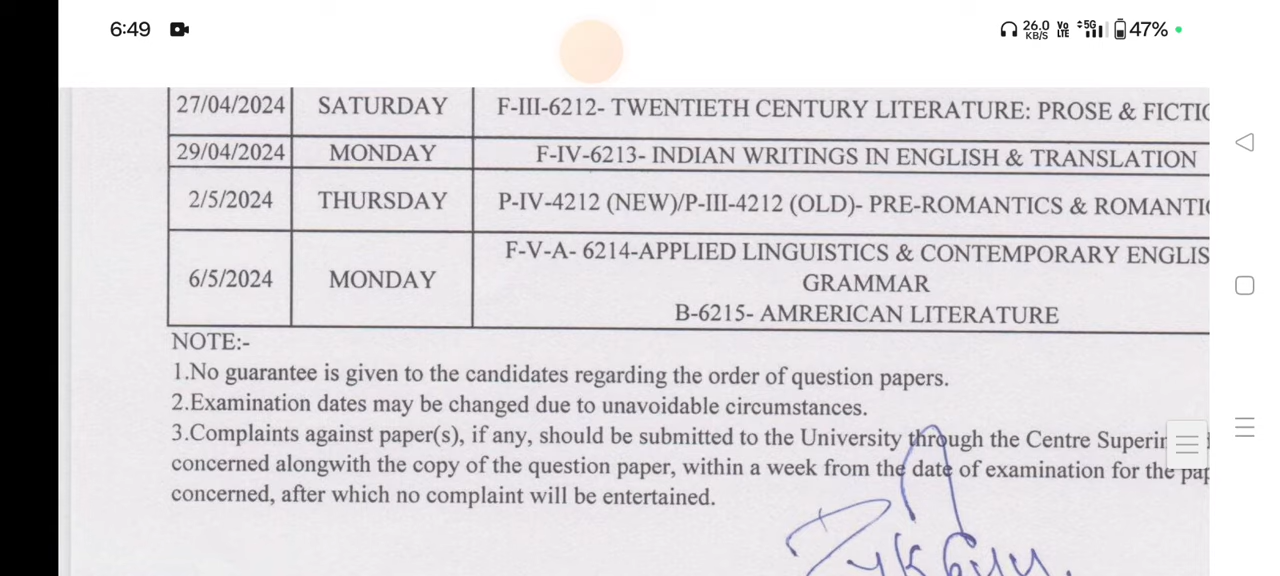 6:49 26.0 KB/S Vo LTE 5G 47%
27/04/2024 SATURDAY F-III-6212- TWENTIETH CENTURY LITERATURE: PROSE & FICTIO
29/04/2024 MONDAY F-IV-6213- INDIAN WRITINGS IN ENGLISH & TRANSLATION
2/5/2024 THURSDAY P-IV-4212 (NEW)/P-III-4212 (OLD)- PRE-ROMANTICS & ROMANTI
F-V-A- 6214-APPLIED LINGUISTICS & CONTEMPORARY ENGLIS
6/5/2024 MONDAY GRAMMAR
B-6215- AMRERICAN LITERATURE
NOTE:-
1.No guarantee is given to the candidates regarding the order of question papers.
2.Examination dates may be changed due to unavoidable circumstances.
3.Complaints against paper(s), if any, should be submitted to the University through the Centre Superin
concerned alongwith the copy of the question paper, within a week from the date of examination for the pap
concerned, after which no complaint will be entertained.